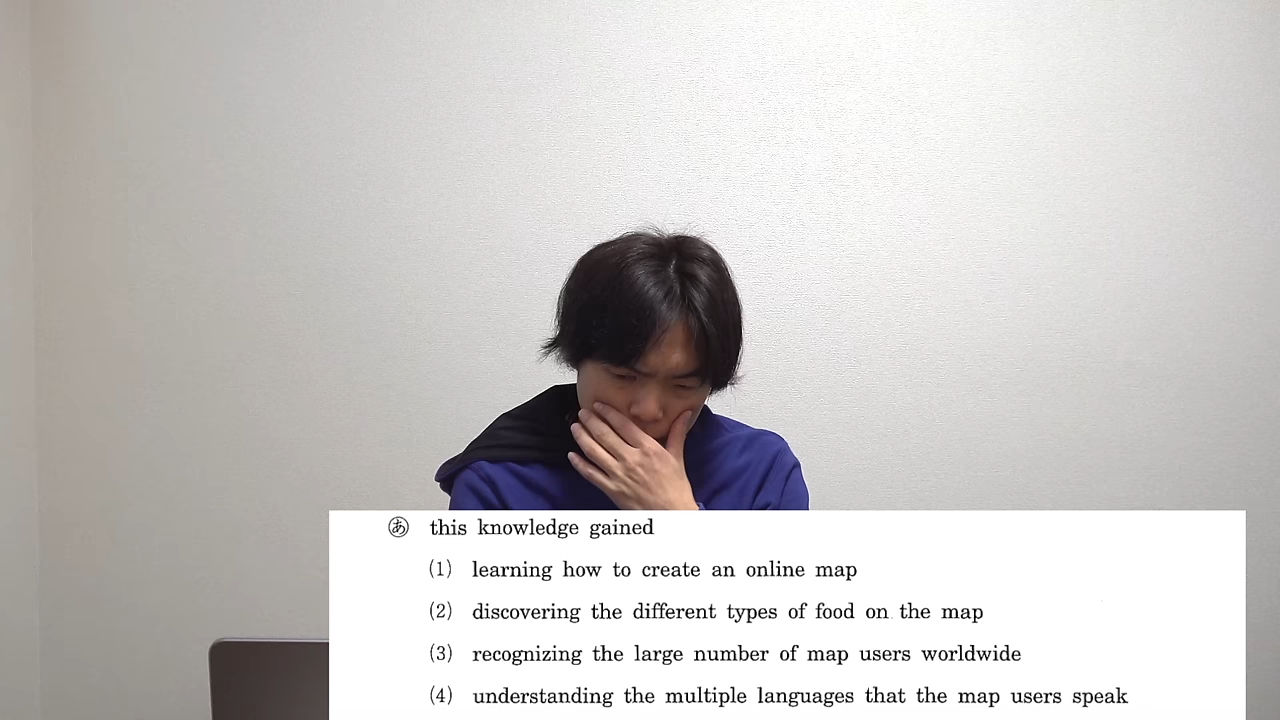 あ this knowledge gained
(1) learning how to create an online map
(2) discovering the different types of food on the map
(3) recognizing the large number of map users worldwide
(4) understanding the multiple languages that the map users speak